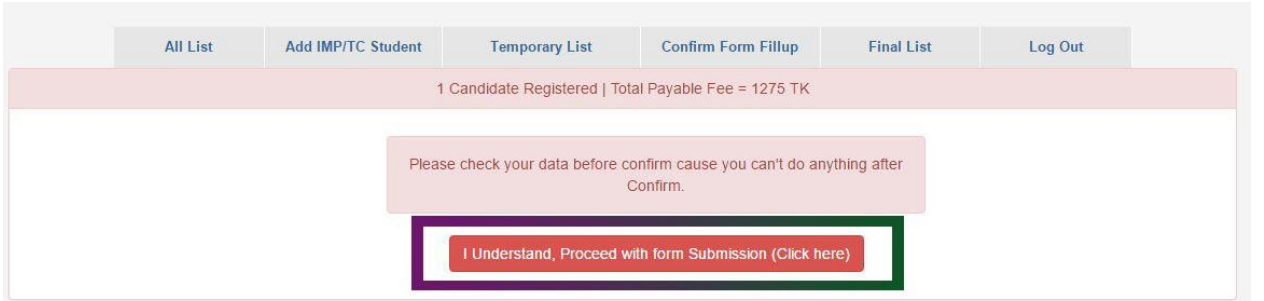 All List Add IMP/TC Student Temporary List Confirm Form Fillup Final List Log Out
1 Candidate Registered | Total Payable Fee = 1275 TK
Please check your data before confirm cause you can't do anything after
Confirm.
I Understand, Proceed with form Submission (Click here)